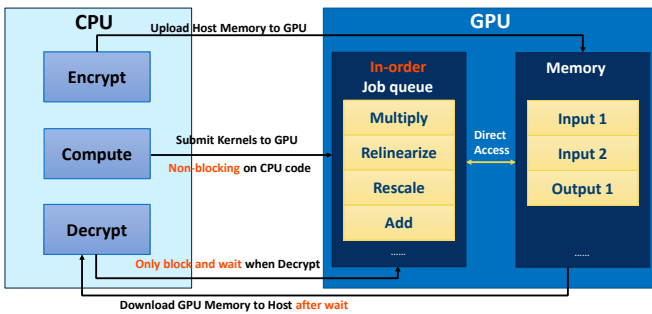 CPU
GPU
Upload Host Memory to GPU
Encrypt
In-order
Job queue
Memory
Multiply
Input 1
Submit Kernels to GPU
Compute
Relinearize
Direct
Access
Input 2
Non-blocking on CPU code
Rescale
Output 1
Decrypt
Add
......
......
Only block and wait when Decrypt
Download GPU Memory to Host after wait